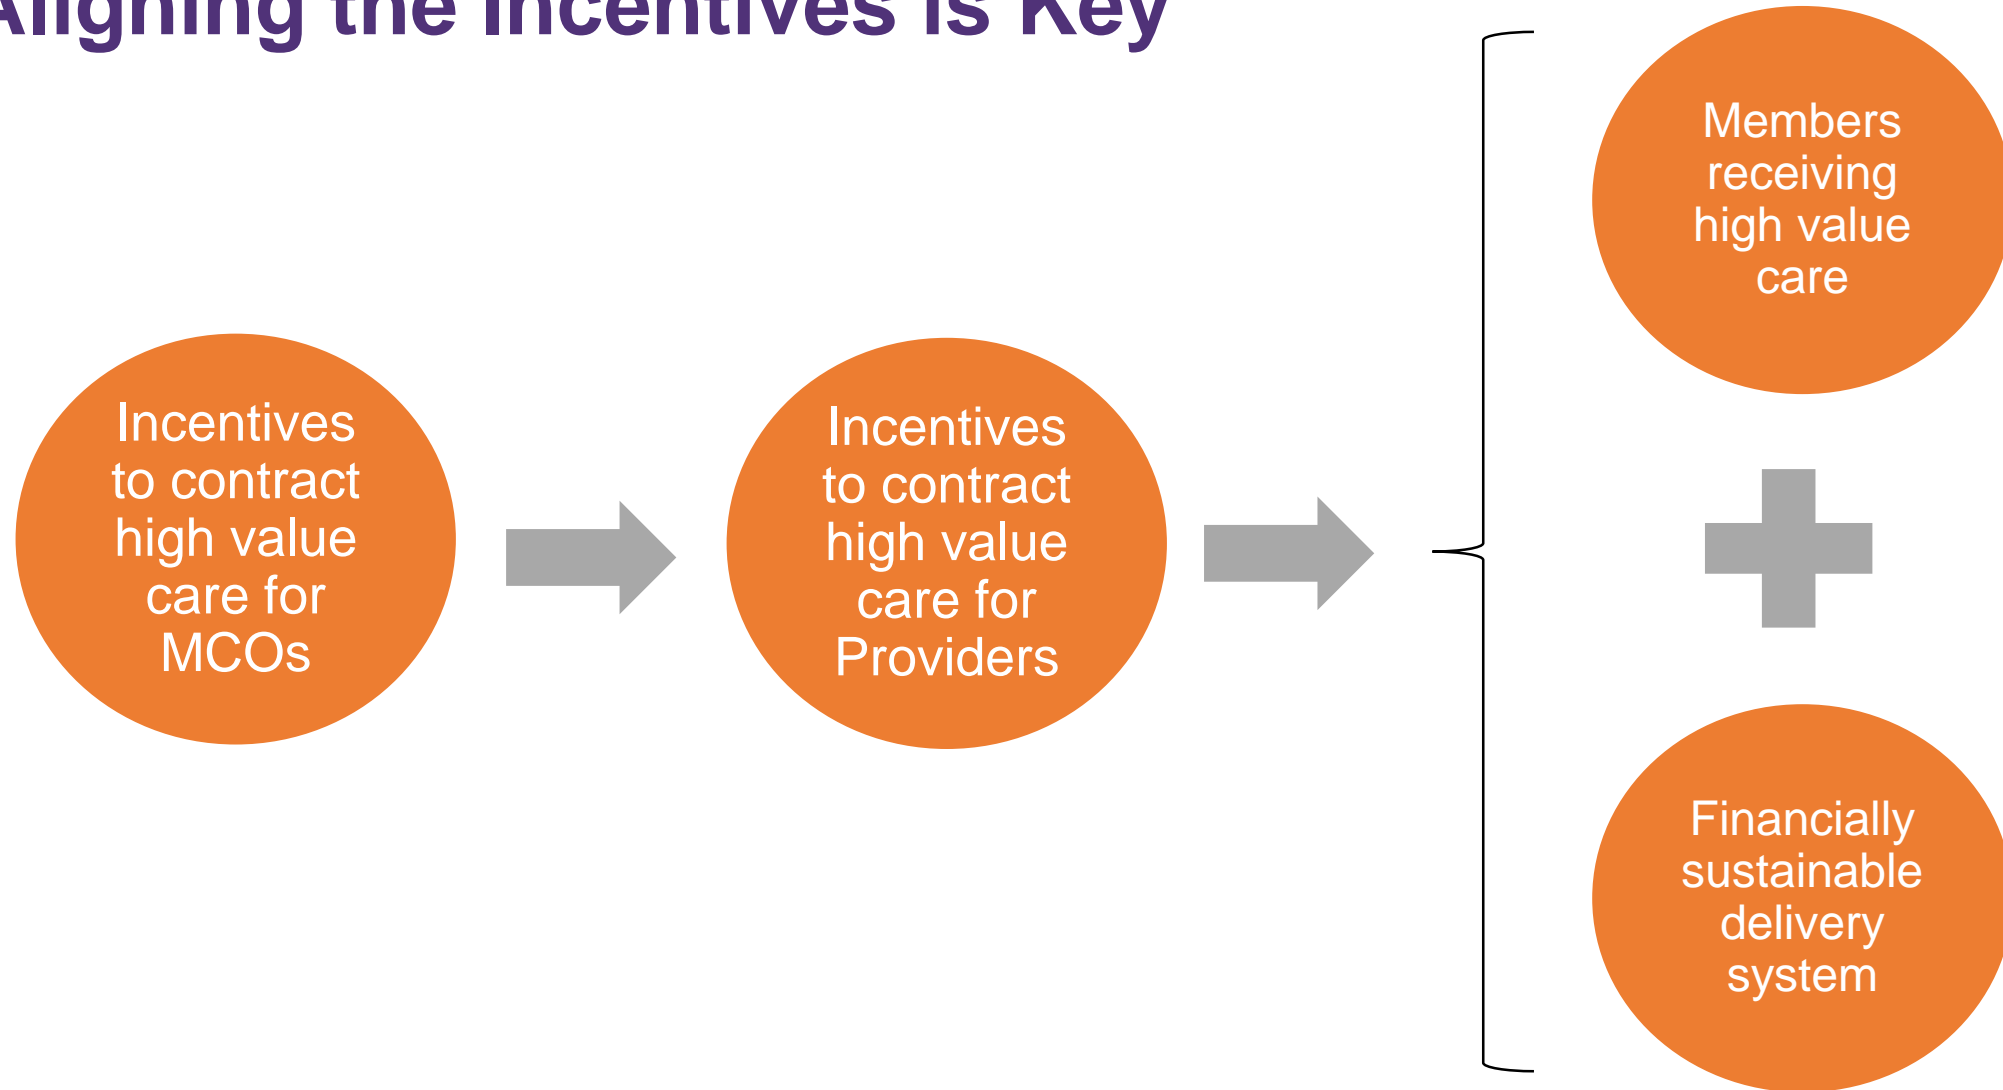 Aligning the Incentives is Key
Incentives
to contract
high value
care for
MCOs
Incentives
to contract
high value
care for
Providers
Members
receiving
high value
care
Financially
sustainable
delivery
system